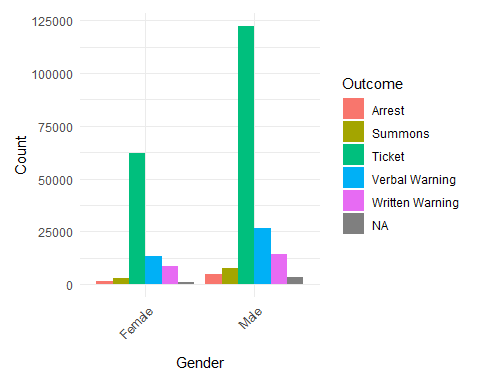 125000
100000
75000
50000
25000
0
Count
Female
Male
Gender
Outcome
Arrest
Summons
Ticket
Verbal Warning
Written Warning
NA